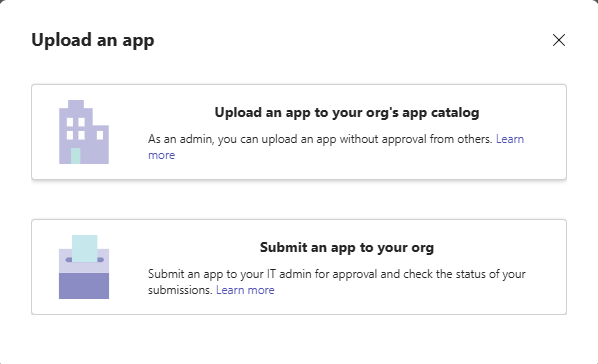 Upload an app
Upload an app to your org's app catalog
As an admin, you can upload an app without approval from others. Learn
more
Submit an app to your org
Submit an app to your IT admin for approval and check the status of your
submissions. Learn more